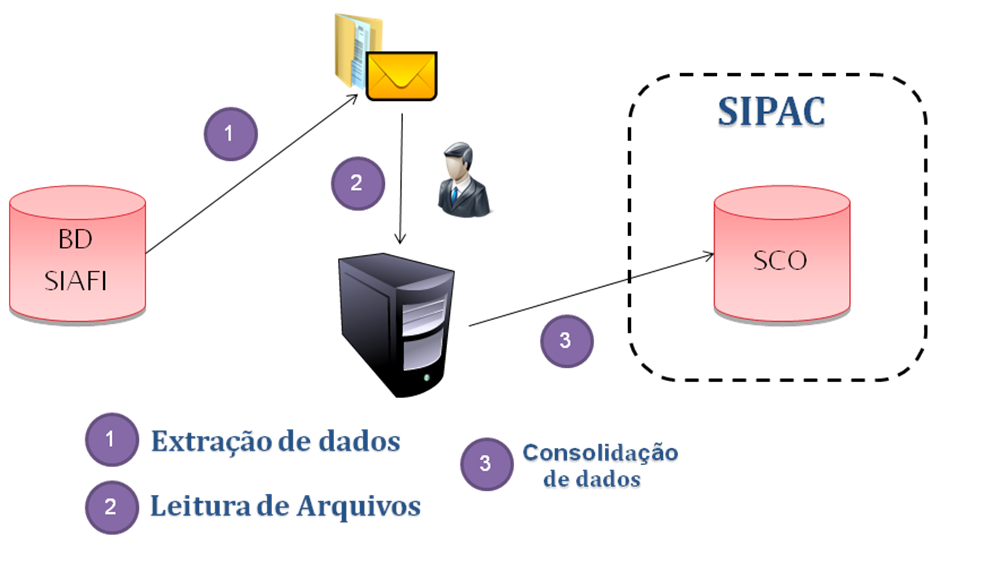 1
SIPAC
2
BD
SIAFI
SCO
3
1 Extração de dados
2 Leitura de Arquivos
3 Consolidação
de dados